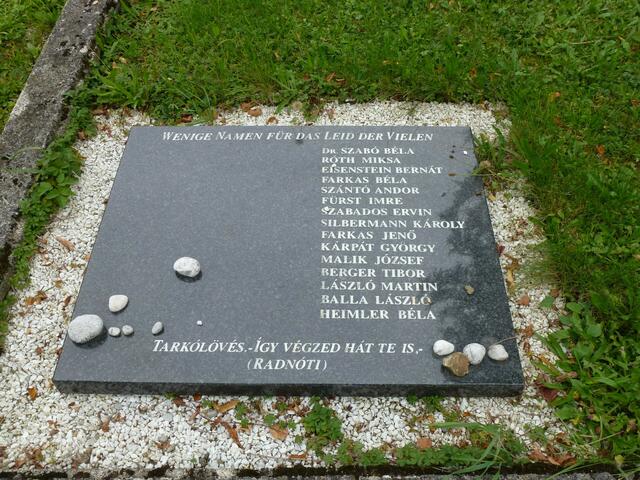 WENIGE NAMEN FÜR DAS LEID DER VIELEN
DR. SZABÓ BÉLA
RÓTH MIKSA
EISENSTEIN BERNÁT
FARKAS BÉLA
SZÁNTÓ ANDOR
FÜRST IMRE
SZABADOS ERVIN
SILBERMANN KÁROLY
FARKAS JENŐ
KÁRPÁT GYÖRGY
MALIK JÓZSEF
BERGER TIBOR
LÁSZLÓ MARTIN
BALLA LÁSZLÓ
HEIMLER BÉLA
TARKÓLÖVÉS.-ÍGY VÉGZED HÁT TE IS,-
(RADNÓTI)